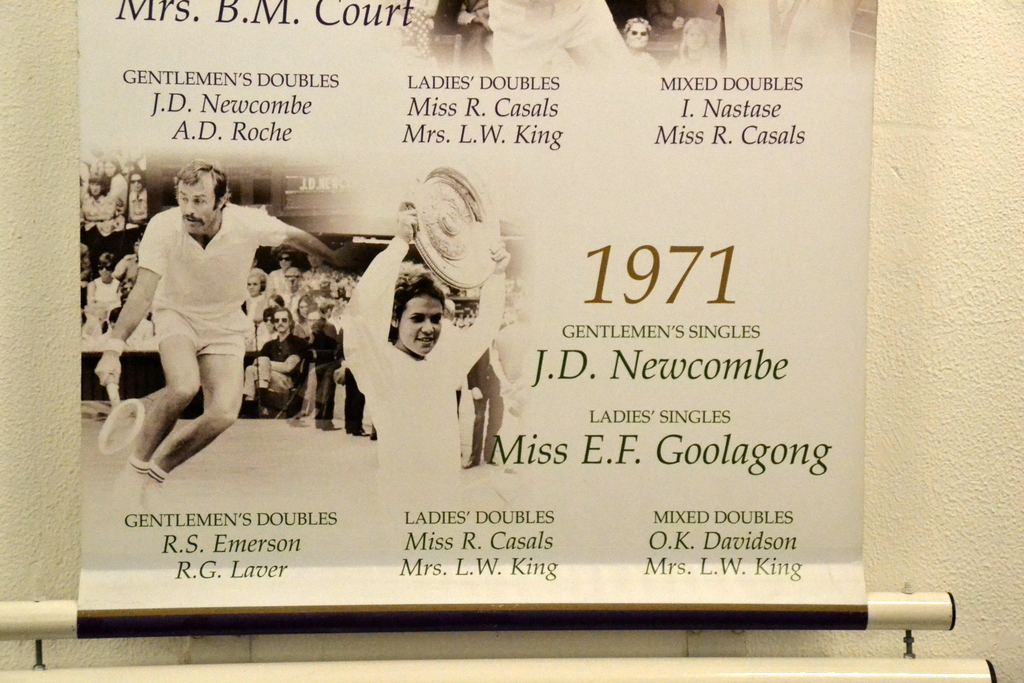 Mrs. B.M. Court
GENTLEMEN'S DOUBLES
J.D. Newcombe
A.D. Roche
LADIES' DOUBLES
Miss R. Casals
Mrs. L.W. King
MIXED DOUBLES
I. Nastase
Miss R. Casals
1971
GENTLEMEN'S SINGLES
J.D. Newcombe
LADIES' SINGLES
Miss E.F. Goolagong
GENTLEMEN'S DOUBLES
R.S. Emerson
R.G. Laver
LADIES' DOUBLES
Miss R. Casals
Mrs. L.W. King
MIXED DOUBLES
O.K. Davidson
Mrs. L.W. King